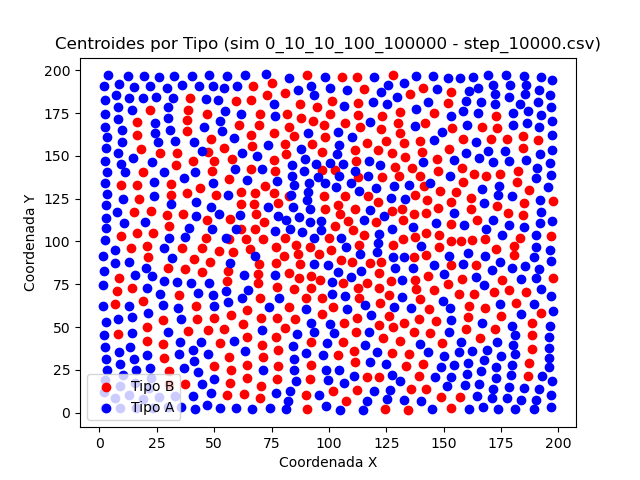 Centroides por Tipo (sim 0_10_10_100_100000 - step_10000.csv)
200
175
150
125
100
75
50
25
0
Coordenada Y
Tipo B
Tipo A
0 25 50 75 100 125 150 175 200
Coordenada X